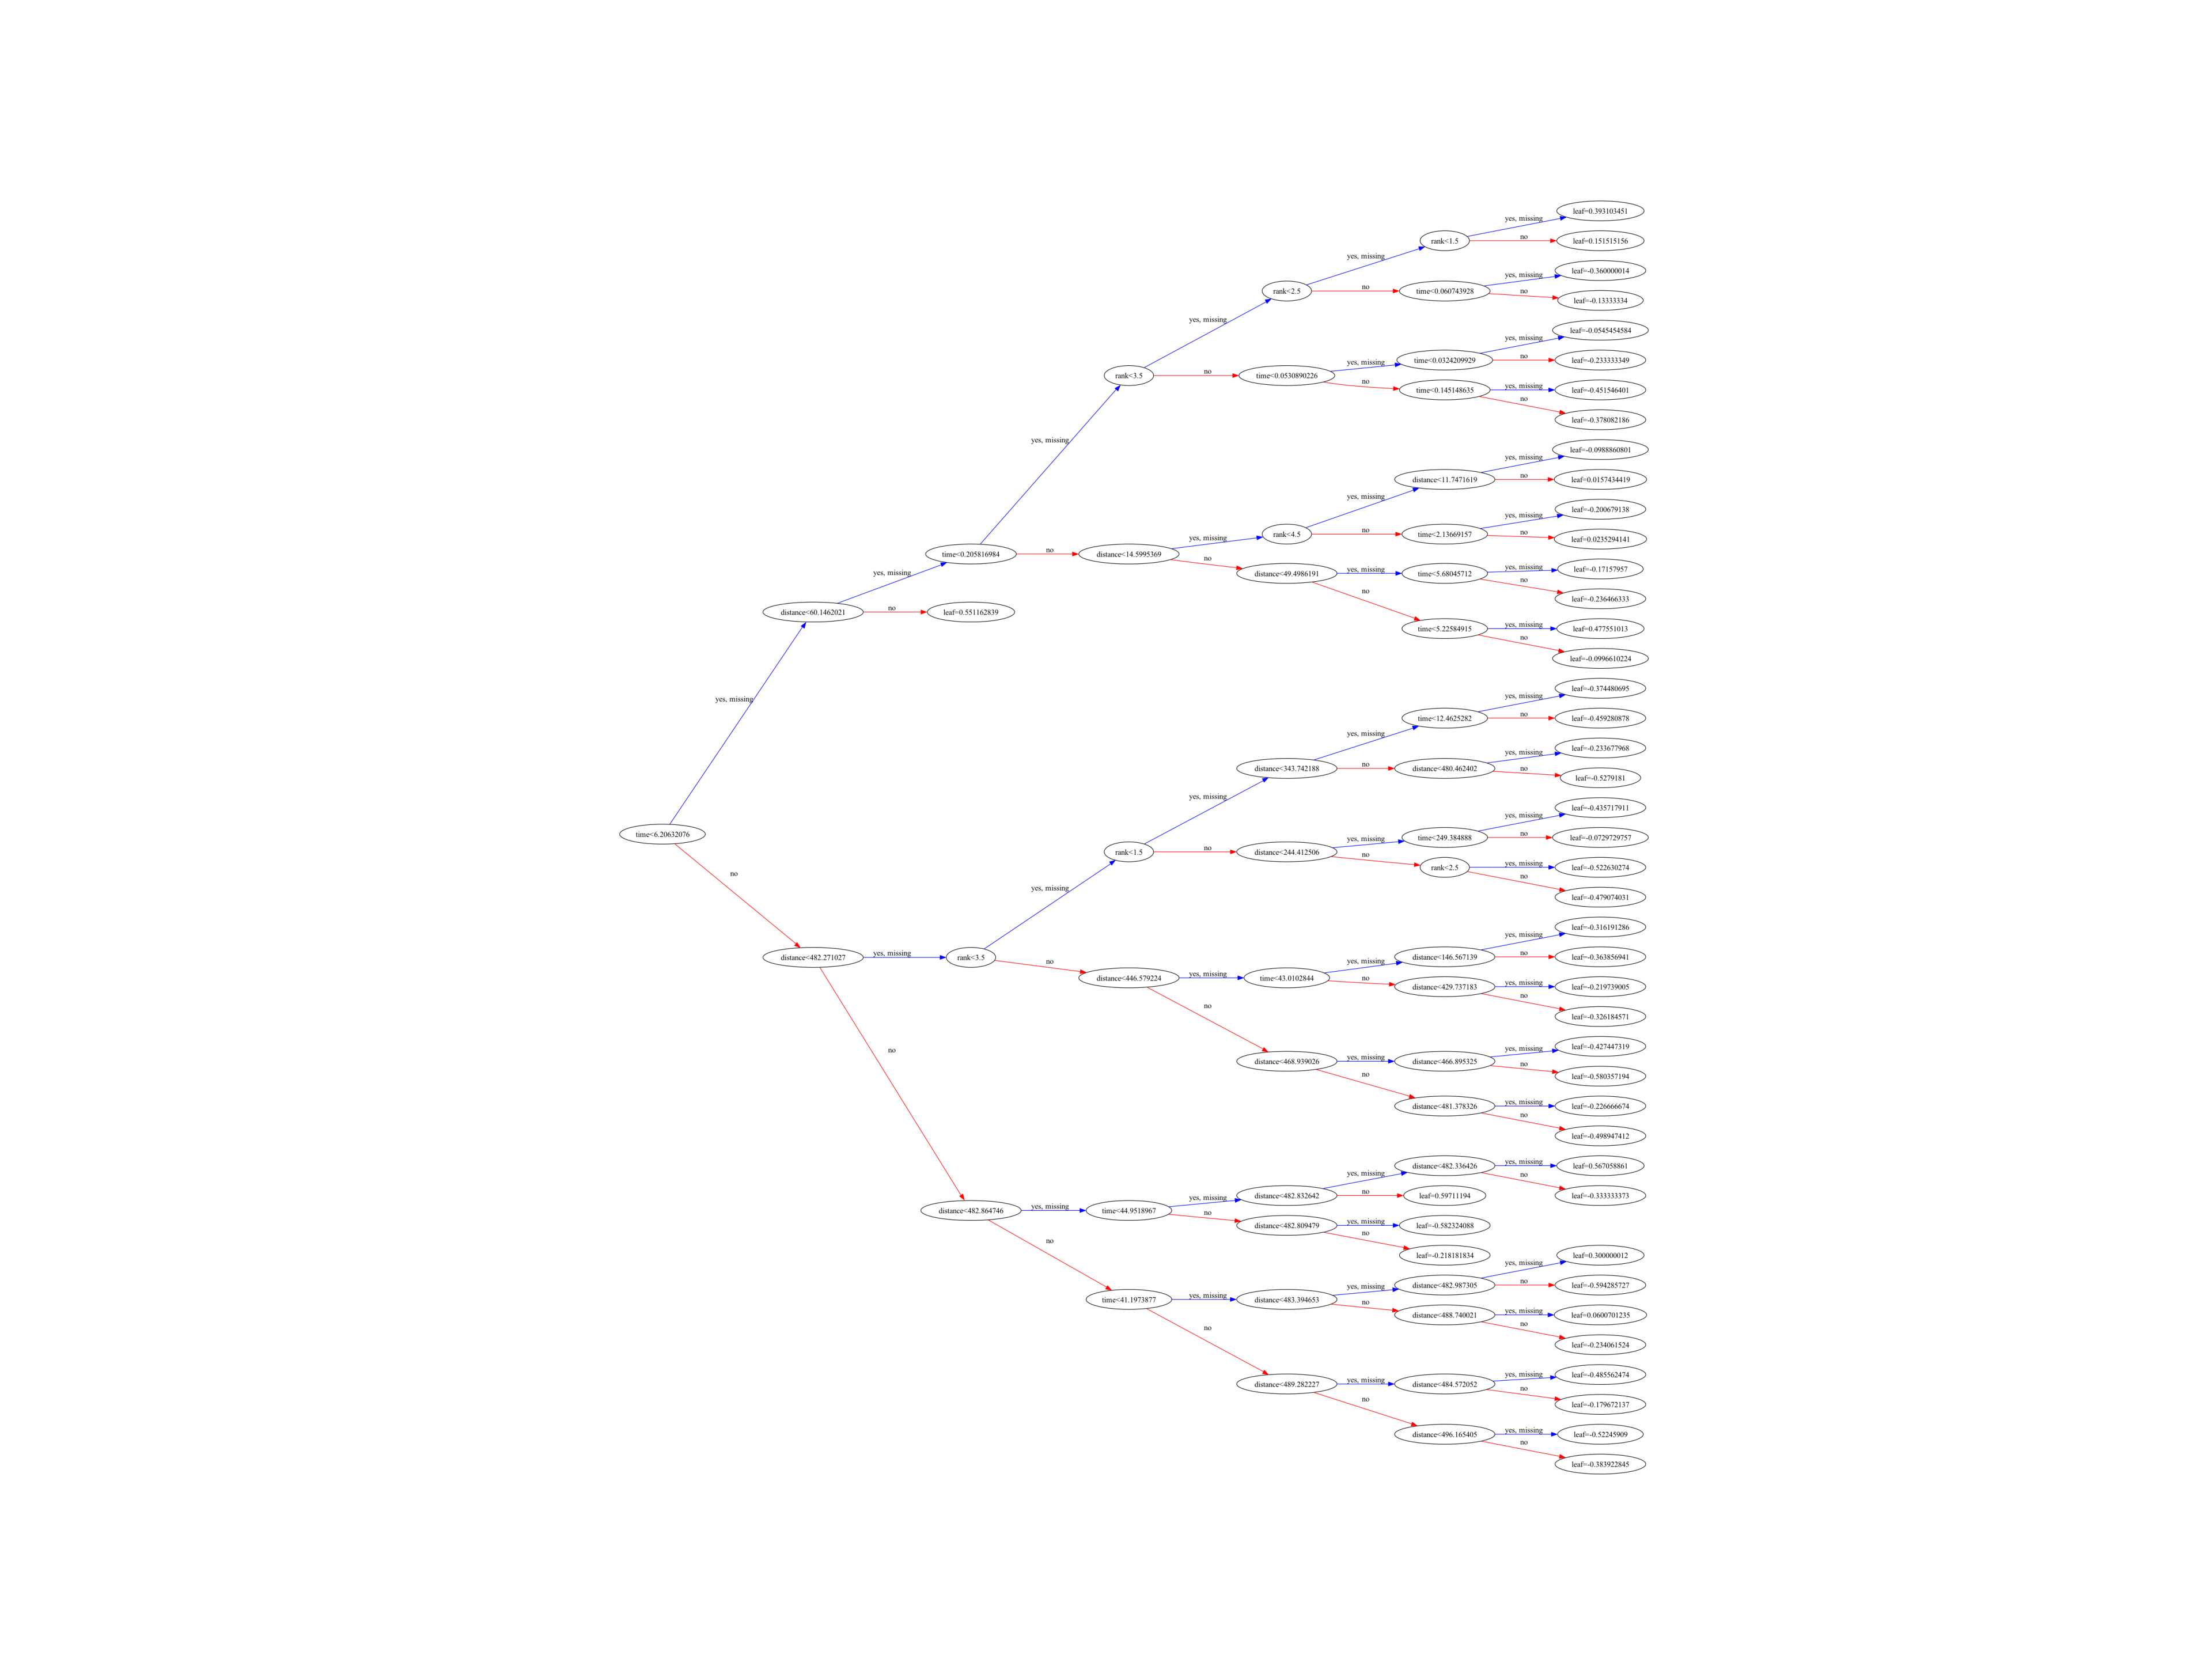 leaf=0.393103451
yes, missing
rank<1.5
no
leaf=0.151515156
yes, missing
leaf=-0.360000014
yes, missing
rank<2.5
no
time<0.060743928
no
leaf=-0.13333334
yes, missing
leaf=-0.0545454584
yes, missing
time<0.0324209929
no
leaf=-0.233333349
yes, missing
rank<3.5
no
time<0.0530890226
no
time<0.145148635
yes, missing
leaf=-0.451546401
no
leaf=-0.378082186
yes, missing
leaf=-0.0988860801
yes, missing
distance<11.7471619
no
leaf=0.0157434419
yes, missing
leaf=-0.200679138
yes, missing
rank<4.5
no
time<2.13669157
no
leaf=0.0235294141
yes, missing
time<0.205816984
no
distance<14.5995369
yes, missing
no
distance<49.4986191
yes, missing
time<5.68045712
yes, missing
leaf=-0.17157957
no
leaf=-0.236466333
yes, missing
distance<60.1462021
no
leaf=0.551162839
no
time<5.22584915
yes, missing
leaf=0.477551013
no
leaf=-0.0996610224
yes, missing
leaf=-0.374480695
yes, missing
time<12.4625282
no
leaf=-0.459280878
yes, missing
leaf=-0.233677968
yes, missing
distance<343.742188
no
distance<480.462402
no
leaf=-0.5279181
yes, missing
leaf=-0.435717911
time<6.20632076
yes, missing
time<249.384888
no
leaf=-0.0729729757
yes, missing
rank<1.5
no
distance<244.412506
no
rank<2.5
yes, missing
leaf=-0.522630274
no
leaf=-0.479074031
no
yes, missing
leaf=-0.316191286
distance<482.271027
yes, missing
rank<3.5
no
distance<446.579224
yes, missing
time<43.0102844
yes, missing
distance<146.567139
no
leaf=-0.363856941
no
distance<429.737183
yes, missing
leaf=-0.219739005
no
leaf=-0.326184571
no
yes, missing
leaf=-0.427447319
distance<468.939026
yes, missing
distance<466.895325
no
leaf=-0.580357194
no
distance<481.378326
yes, missing
leaf=-0.226666674
no
leaf=-0.498947412
no
yes, missing
distance<482.336426
yes, missing
leaf=0.567058861
no
leaf=-0.333333373
distance<482.864746
yes, missing
time<44.9518967
yes, missing
distance<482.832642
no
leaf=0.59711194
no
distance<482.809479
yes, missing
leaf=-0.582324088
no
leaf=-0.218181834
no
yes, missing
leaf=0.300000012
time<41.1973877
yes, missing
distance<483.394653
yes, missing
distance<482.987305
no
leaf=-0.594285727
no
distance<488.740021
yes, missing
leaf=0.0600701235
no
leaf=-0.234061524
no
distance<489.282227
yes, missing
distance<484.572052
yes, missing
leaf=-0.485562474
no
leaf=-0.179672137
no
distance<496.165405
yes, missing
leaf=-0.52245909
no
leaf=-0.383922845